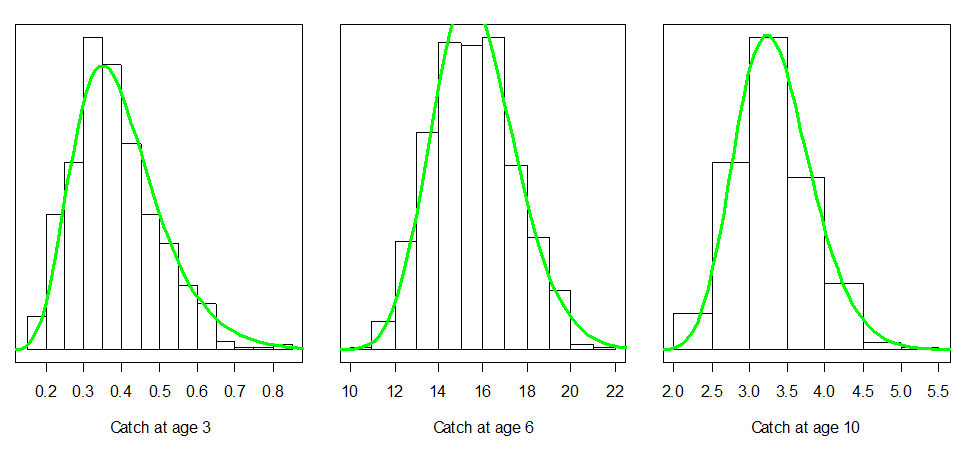 0.2 0.3 0.4 0.5 0.6 0.7 0.8
Catch at age 3
10 12 14 16 18 20 22
Catch at age 6
2.0 2.5 3.0 3.5 4.0 4.5 5.0 5.5
Catch at age 10